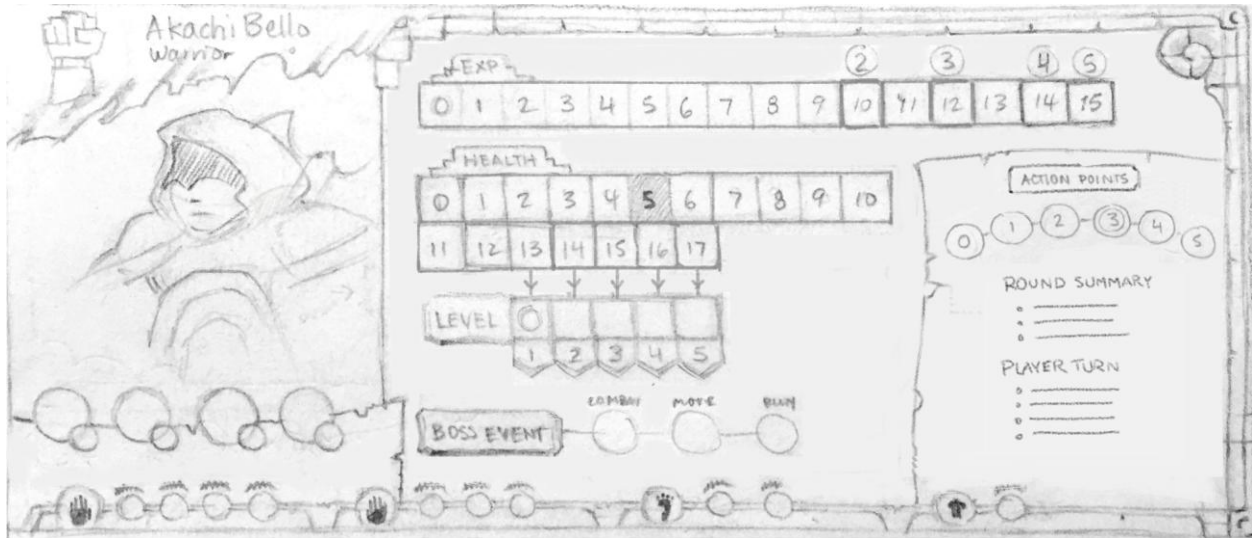 Akachi Bello
Warrior
EXP
2 3 4 5
0 1 2 3 4 5 6 7 8 9 10 11 12 13 14 15
HEALTH
0 1 2 3 4 5 6 7 8 9 10
11 12 13 14 15 16 17
LEVEL
1 2 3 4 5
COMBAT MOVE
BOSS EVENT
ACTION POINTS
0 1 2 3 4 5
ROUND SUMMARY
PLAYER TURN